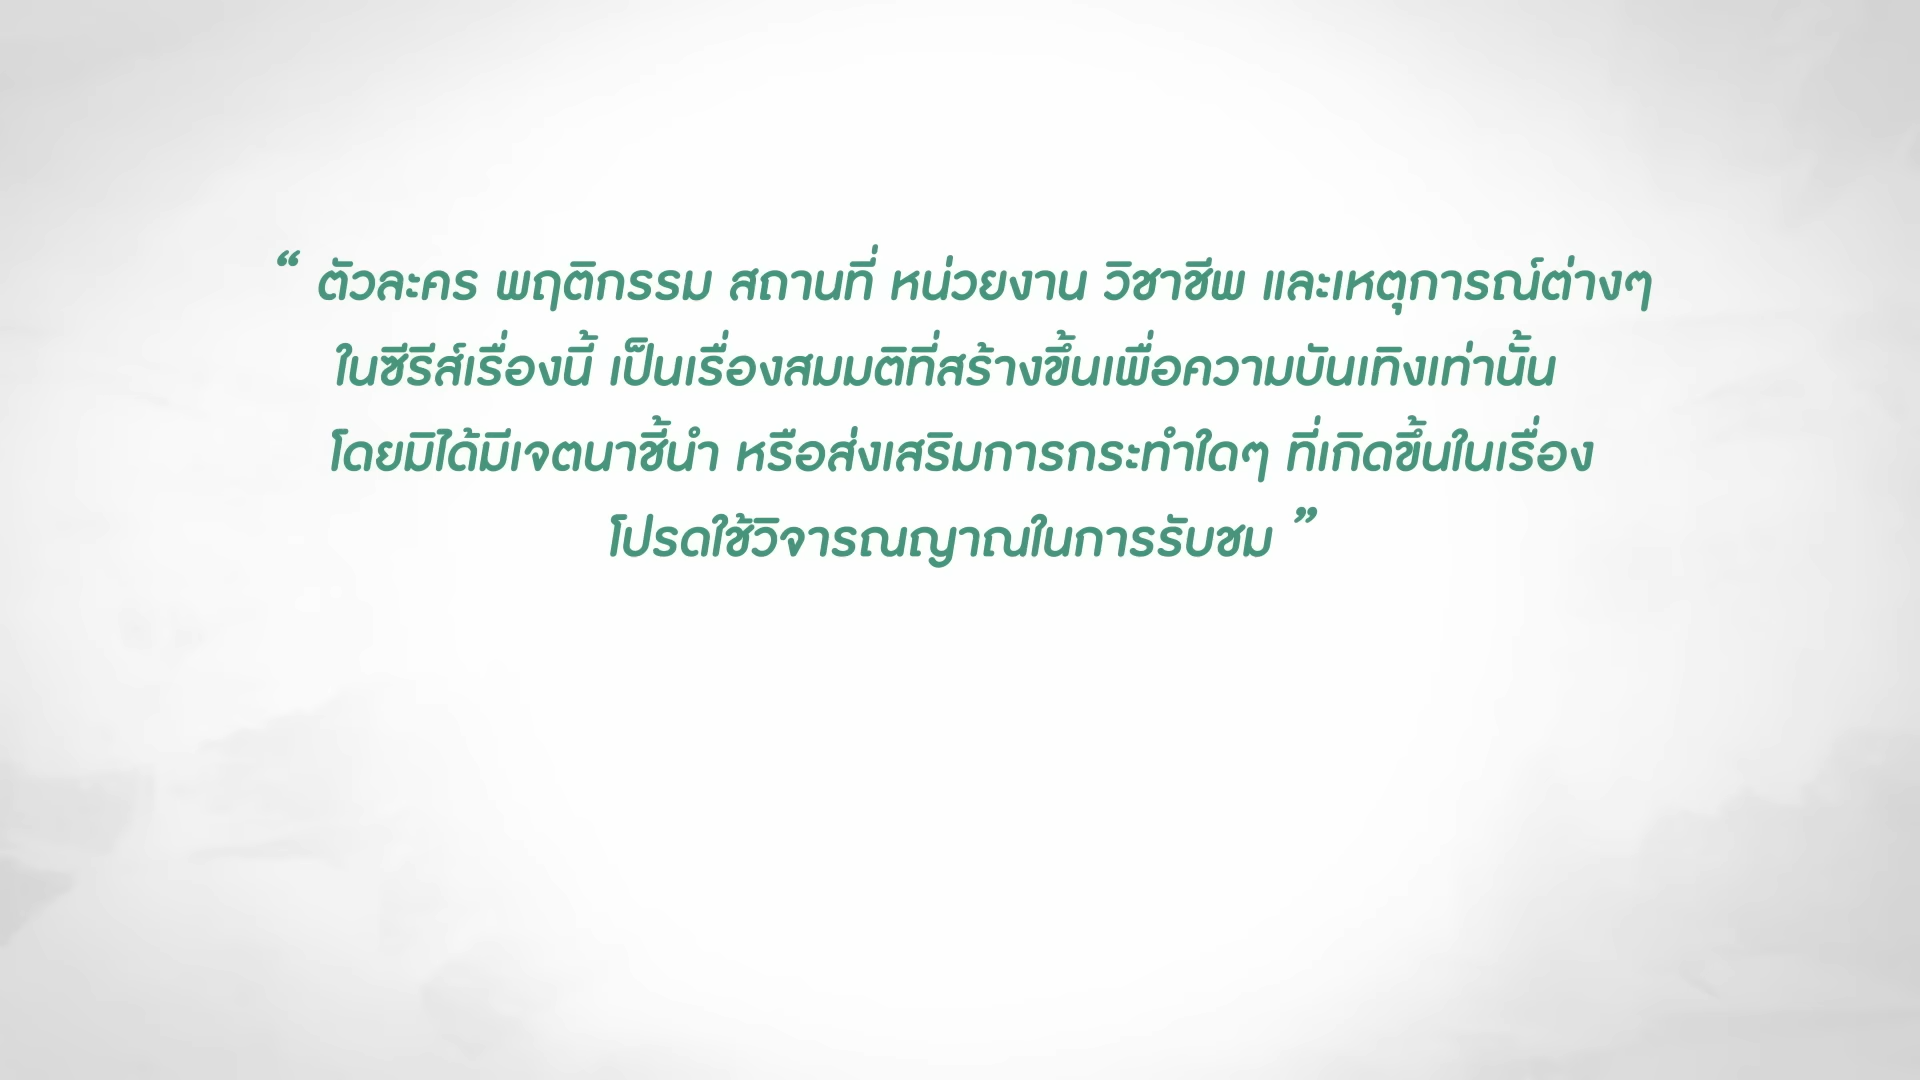 “ ตัวละคร พฤติกรรม สถานที่ หน่วยงาน วิชาชีพ และเหตุการณ์ต่างๆ
ในซีรีส์เรื่องนี้ เป็นเรื่องสมมติที่สร้างขึ้นเพื่อความบันเทิงเท่านั้น
โดยมิได้มีเจตนาชี้นำ หรือส่งเสริมการกระทำใดๆ ที่เกิดขึ้นในเรื่อง
โปรดใช้วิจารณญาณในการรับชม ”